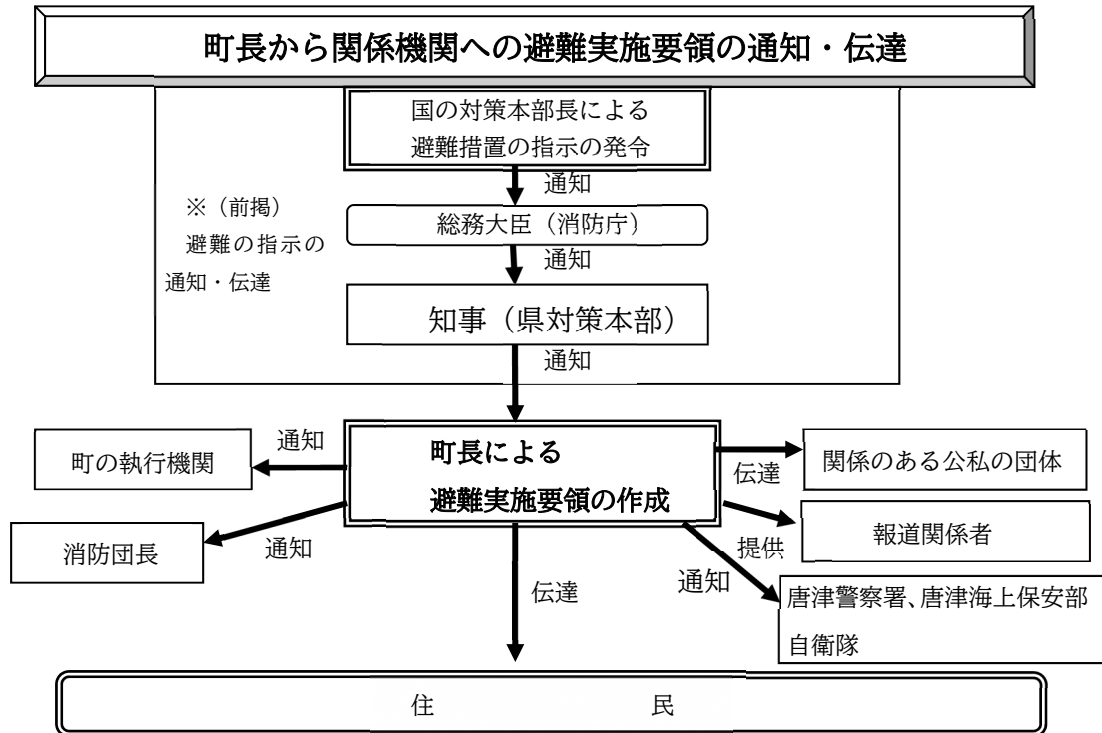 町長から関係機関への避難実施要領の通知・伝達
国の対策本部長による
避難措置の指示の発令
通知
※（前掲）
避難の指示の
通知・伝達
総務大臣（消防庁）
通知
知事（県対策本部）
通知
町長による
避難実施要領の作成
通知
町の執行機関
通知
消防団長
伝達
関係のある公私の団体
提供
報道関係者
通知
唐津警察署、唐津海上保安部
自衛隊
伝達
住　民